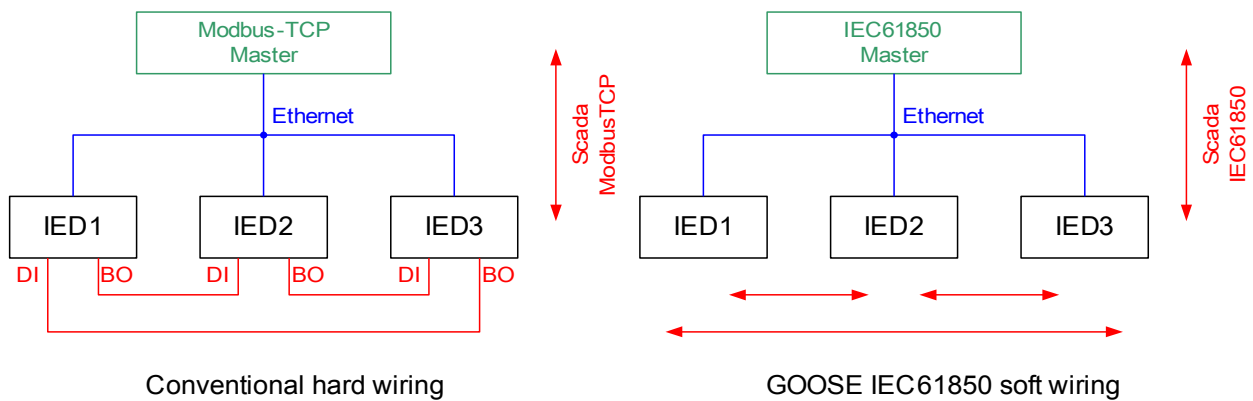 Modbus-TCP
Master
Ethernet
Scada
ModbusTCP
IED1
IED2
IED3
DI
BO
DI
BO
DI
BO
Conventional hard wiring
IEC61850
Master
Ethernet
Scada
IEC61850
IED1
IED2
IED3
GOOSE IEC61850 soft wiring